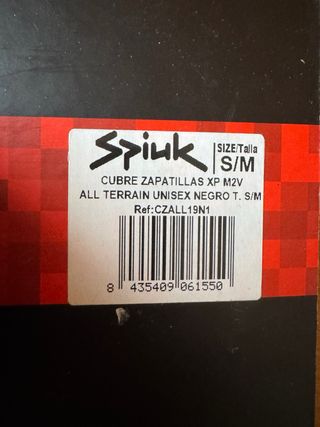 Spiuk
SIZE/Talla
S/M
CUBRE ZAPATILLAS XP M2V
ALL TERRAIN UNISEX NEGRO T. S/M
Ref:CZALL19N1
8 435409 061550